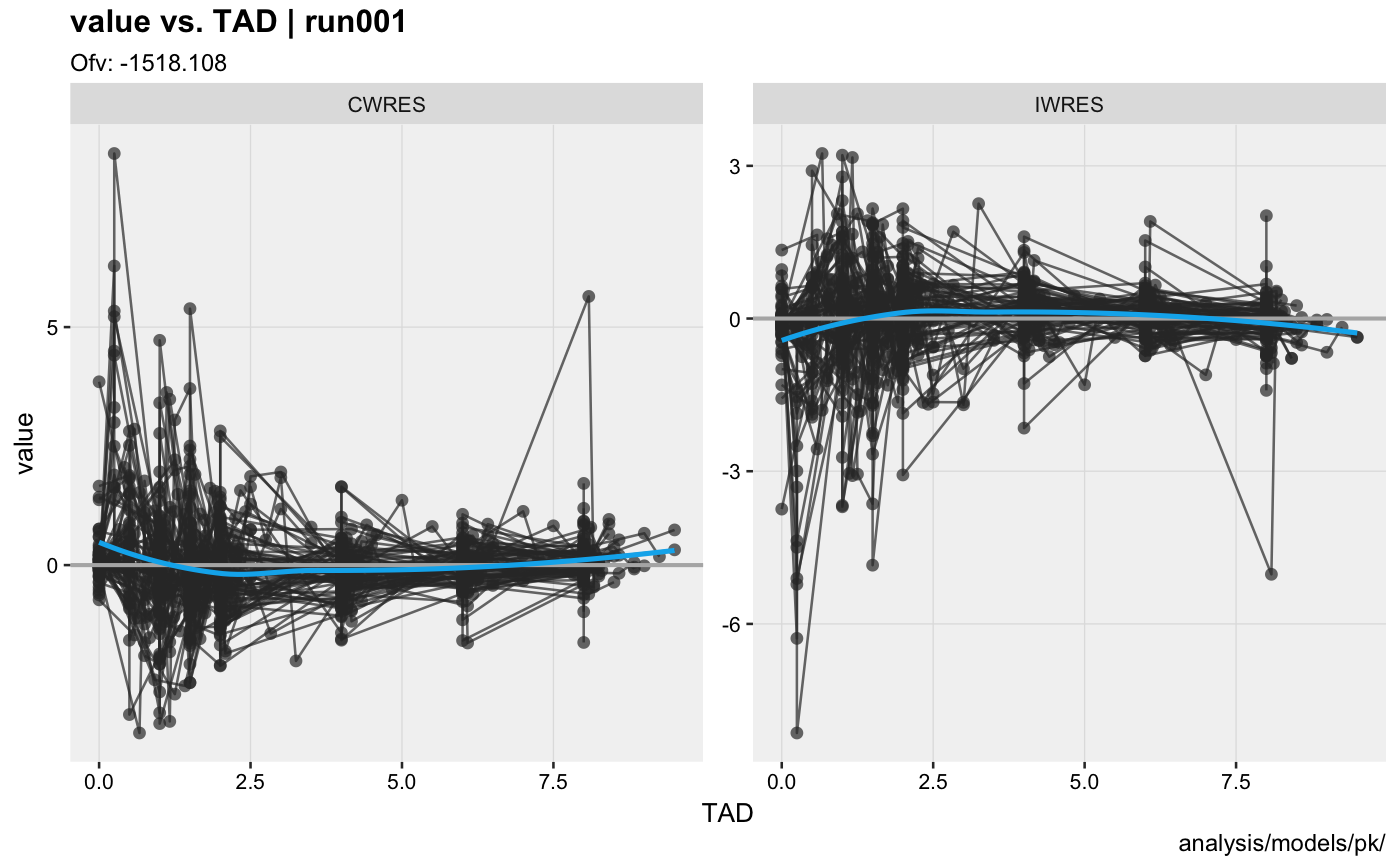 value vs. TAD | run001
Ofv: -1518.108
CWRES
IWRES
5
0
3
0
-3
-6
value
0.0 2.5 5.0 7.5
0.0 2.5 5.0 7.5
TAD
analysis/models/pk/